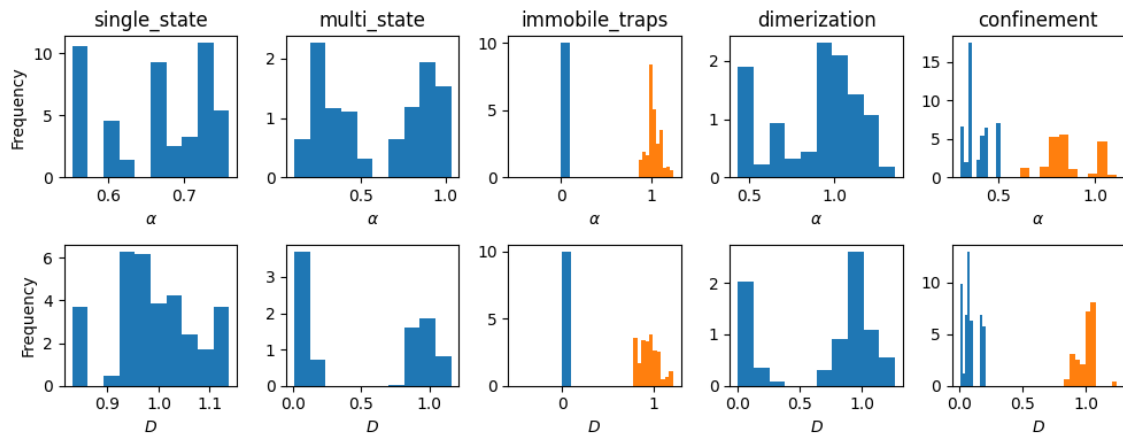 single_state multi_state immobile_traps dimerization confinement
Frequency
10
5
0
0.6 0.7
α
2
1
0
0.5 1.0
α
10
5
0
0 1
α
2
1
0
0.5 1.0
α
15
10
5
0
0.5 1.0
α
Frequency
6
4
2
0
0.9 1.0 1.1
D
3
2
1
0
0.0 0.5 1.0
D
10
5
0
0 1
D
2
1
0
0.0 0.5 1.0
D
10
5
0
0.0 0.5 1.0
D